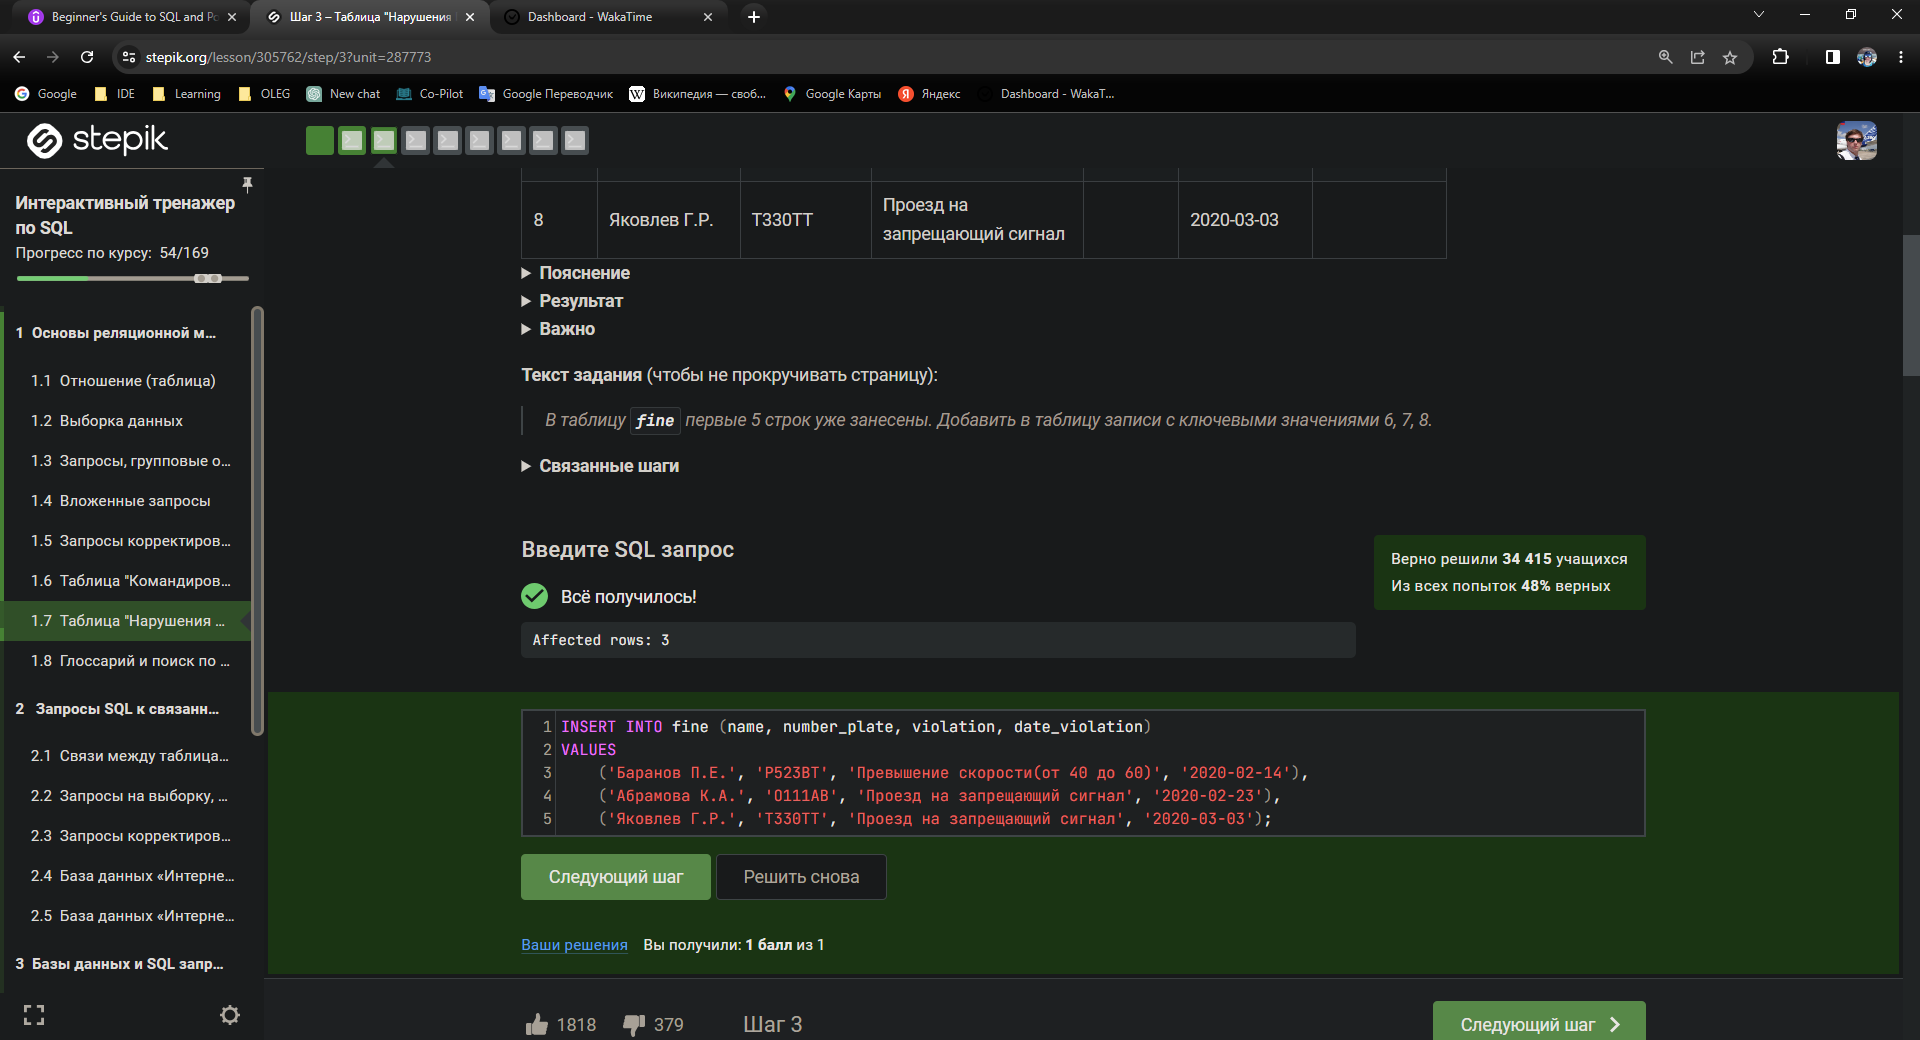 Beginner's Guide to SQL and Po
Шаг 3 – Таблица "Нарушения
Dashboard - WakaTime
stepik.org/lesson/305762/step/3?unit=287773
Google
IDE
Learning
OLEG
New chat
Co-Pilot
Google Переводчик
Википедия — своб...
Google Карты
Яндекс
Dashboard - WakaT...
stepik
Интерактивный тренажер
по SQL
Прогресс по курсу: 54/169
1 Основы реляционной м...
1.1 Отношение (таблица)
1.2 Выборка данных
1.3 Запросы, групповые о...
1.4 Вложенные запросы
1.5 Запросы корректиров...
1.6 Таблица "Командиров...
1.7 Таблица "Нарушения ...
1.8 Глоссарий и поиск по ...
2 Запросы SQL к связанн...
2.1 Связи между таблица...
2.2 Запросы на выборку, ...
2.3 Запросы корректиров...
2.4 База данных «Интерне...
2.5 База данных «Интерне...
3 Базы данных и SQL запр...
8 Яковлев Г.Р. Т330ТТ Проезд на запрещающий сигнал 2020-03-03
Пояснение
Результат
Важно
Текст задания (чтобы не прокручивать страницу):
В таблицу fine первые 5 строк уже занесены. Добавить в таблицу записи с ключевыми значениями 6, 7, 8.
Связанные шаги
Введите SQL запрос
Верно решили 34 415 учащихся
Из всех попыток 48% верных
Всё получилось!
Affected rows: 3
1 INSERT INTO fine (name, number_plate, violation, date_violation)
2 VALUES
3 ('Баранов П.Е.', 'Р523ВТ', 'Превышение скорости(от 40 до 60)', '2020-02-14'),
4 ('Абрамова К.А.', 'О111АВ', 'Проезд на запрещающий сигнал', '2020-02-23'),
5 ('Яковлев Г.Р.', 'Т330ТТ', 'Проезд на запрещающий сигнал', '2020-03-03');
Следующий шаг
Решить снова
Ваши решения Вы получили: 1 балл из 1
1818
379
Шаг 3
Следующий шаг